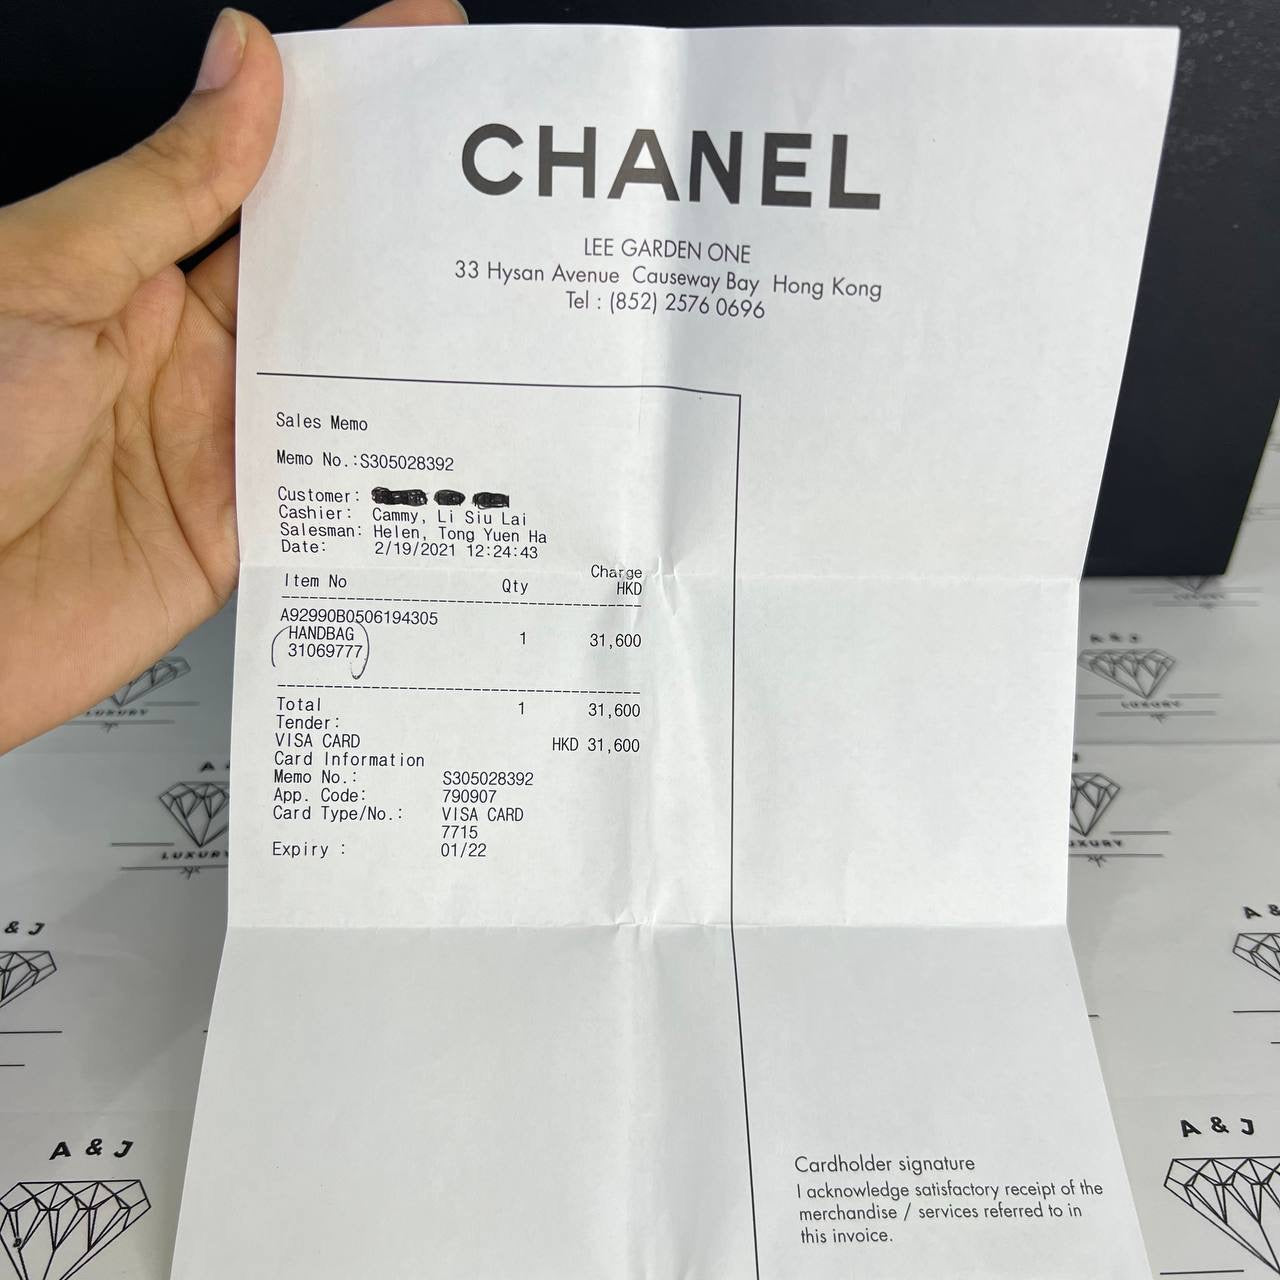 CHANEL
LEE GARDEN ONE
33 Hysan Avenue Causeway Bay Hong Kong
Tel : (852) 2576 0696
Sales Memo
Memo No.:S305028392
Customer:
Cashier: Cammy, Li Siu Lai
Salesman: Helen, Tong Yuen Ha
Date: 2/19/2021 12:24:43
Item No Qty Charge HKD
A92990B0506194305
HANDBAG 1 31,600
31069777
Total 1 31,600
Tender:
VISA CARD HKD 31,600
Card Information
Memo No.: S305028392
App. Code: 790907
Card Type/No.: VISA CARD
7715
Expiry : 01/22
Cardholder signature
I acknowledge satisfactory receipt of the
merchandise / services referred to in
this invoice.
A & J
LUXURY
LUXURY
A & J
LUXURY
LUXURY
& J
A &
A & J
A & J